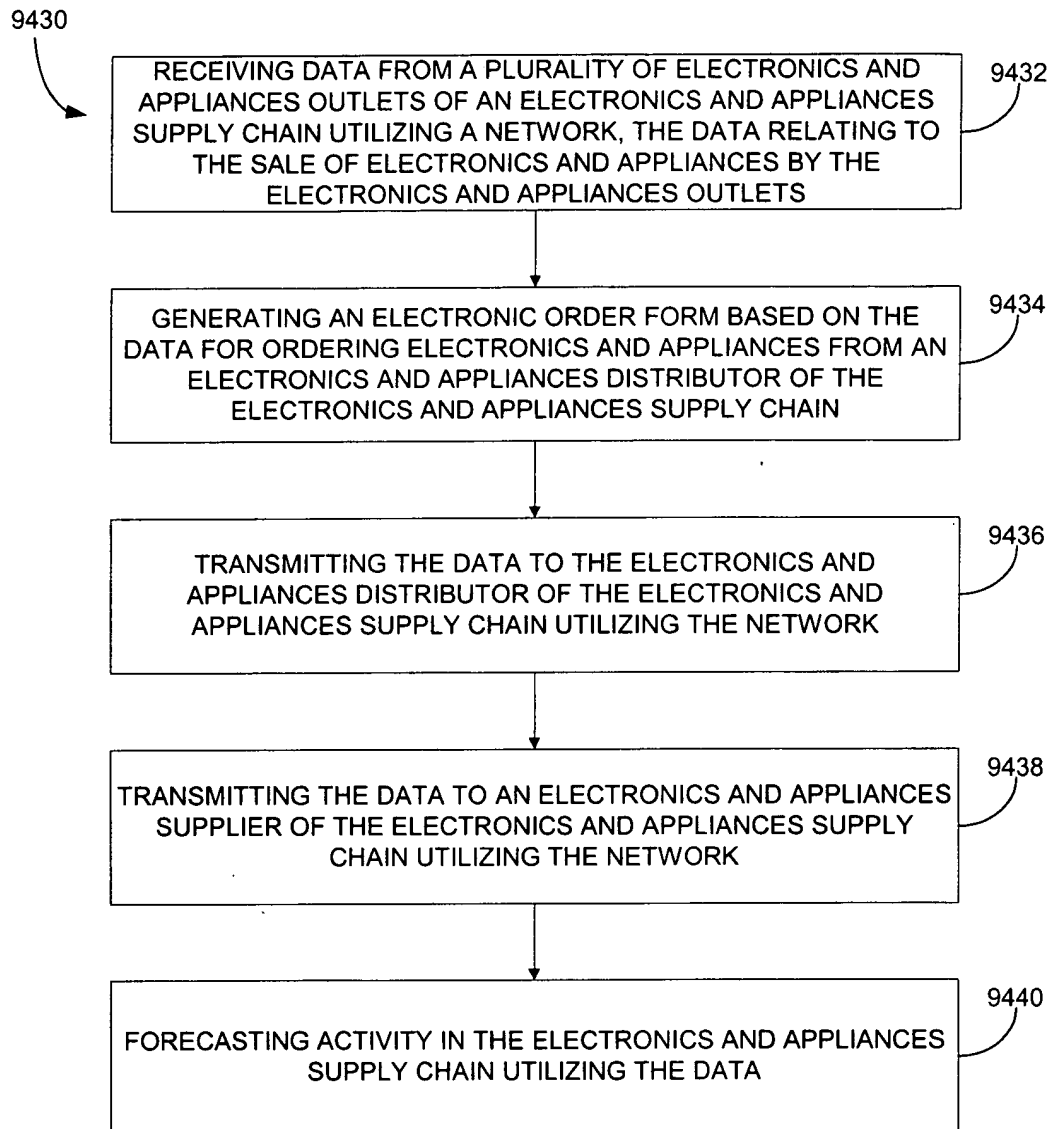 9430
RECEIVING DATA FROM A PLURALITY OF ELECTRONICS AND
APPLIANCES OUTLETS OF AN ELECTRONICS AND APPLIANCES
SUPPLY CHAIN UTILIZING A NETWORK, THE DATA RELATING TO
THE SALE OF ELECTRONICS AND APPLIANCES BY THE
ELECTRONICS AND APPLIANCES OUTLETS
9432
GENERATING AN ELECTRONIC ORDER FORM BASED ON THE
DATA FOR ORDERING ELECTRONICS AND APPLIANCES FROM AN
ELECTRONICS AND APPLIANCES DISTRIBUTOR OF THE
ELECTRONICS AND APPLIANCES SUPPLY CHAIN
9434
TRANSMITTING THE DATA TO THE ELECTRONICS AND
APPLIANCES DISTRIBUTOR OF THE ELECTRONICS AND
APPLIANCES SUPPLY CHAIN UTILIZING THE NETWORK
9436
TRANSMITTING THE DATA TO AN ELECTRONICS AND APPLIANCES
SUPPLIER OF THE ELECTRONICS AND APPLIANCES SUPPLY
CHAIN UTILIZING THE NETWORK
9438
FORECASTING ACTIVITY IN THE ELECTRONICS AND APPLIANCES
SUPPLY CHAIN UTILIZING THE DATA
9440